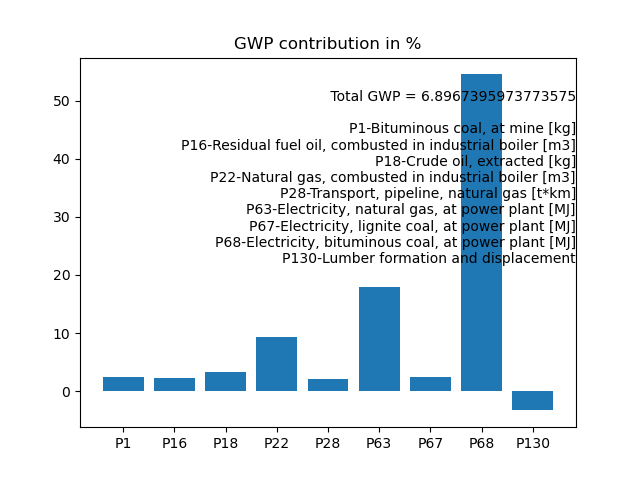 GWP contribution in %
Total GWP = 6.8967395973773575
P1-Bituminous coal, at mine [kg]
P16-Residual fuel oil, combusted in industrial boiler [m3]
P18-Crude oil, extracted [kg]
P22-Natural gas, combusted in industrial boiler [m3]
P28-Transport, pipeline, natural gas [t*km]
P63-Electricity, natural gas, at power plant [MJ]
P67-Electricity, lignite coal, at power plant [MJ]
P68-Electricity, bituminous coal, at power plant [MJ]
P130-Lumber formation and displacement
50
40
30
20
10
0
P1 P16 P18 P22 P28 P63 P67 P68 P130